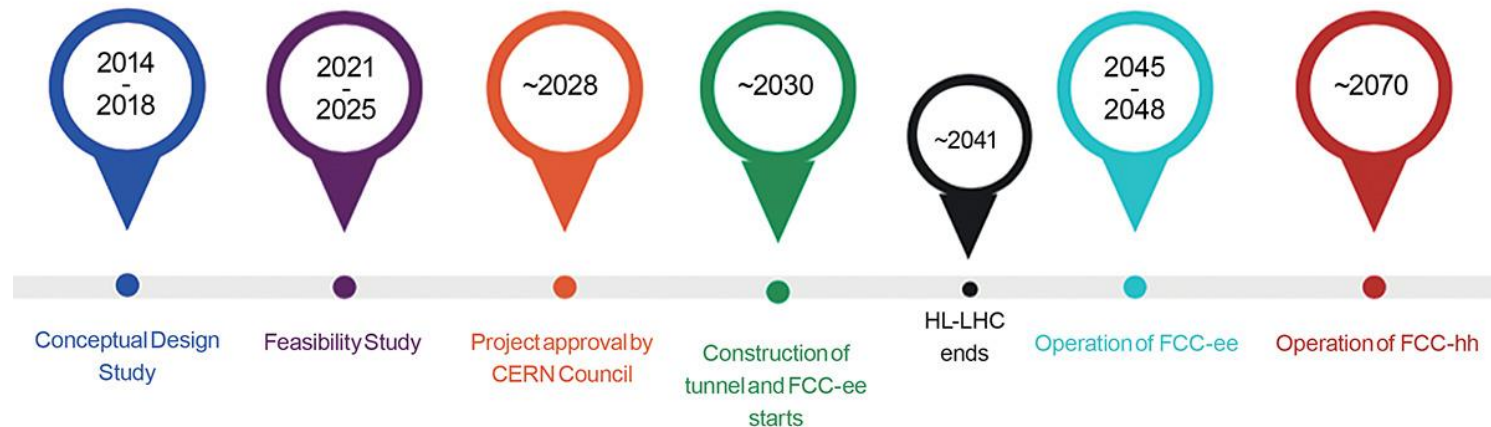 2014
-
2018
2021
-
2025
~2028
~2030
~2041
2045
-
2048
~2070
Conceptual Design
Study
Feasibility Study
Project approval by
CERN Council
Construction of
tunnel and FCC-ee
starts
HL-LHC
ends
Operation of FCC-ee
Operation of FCC-hh